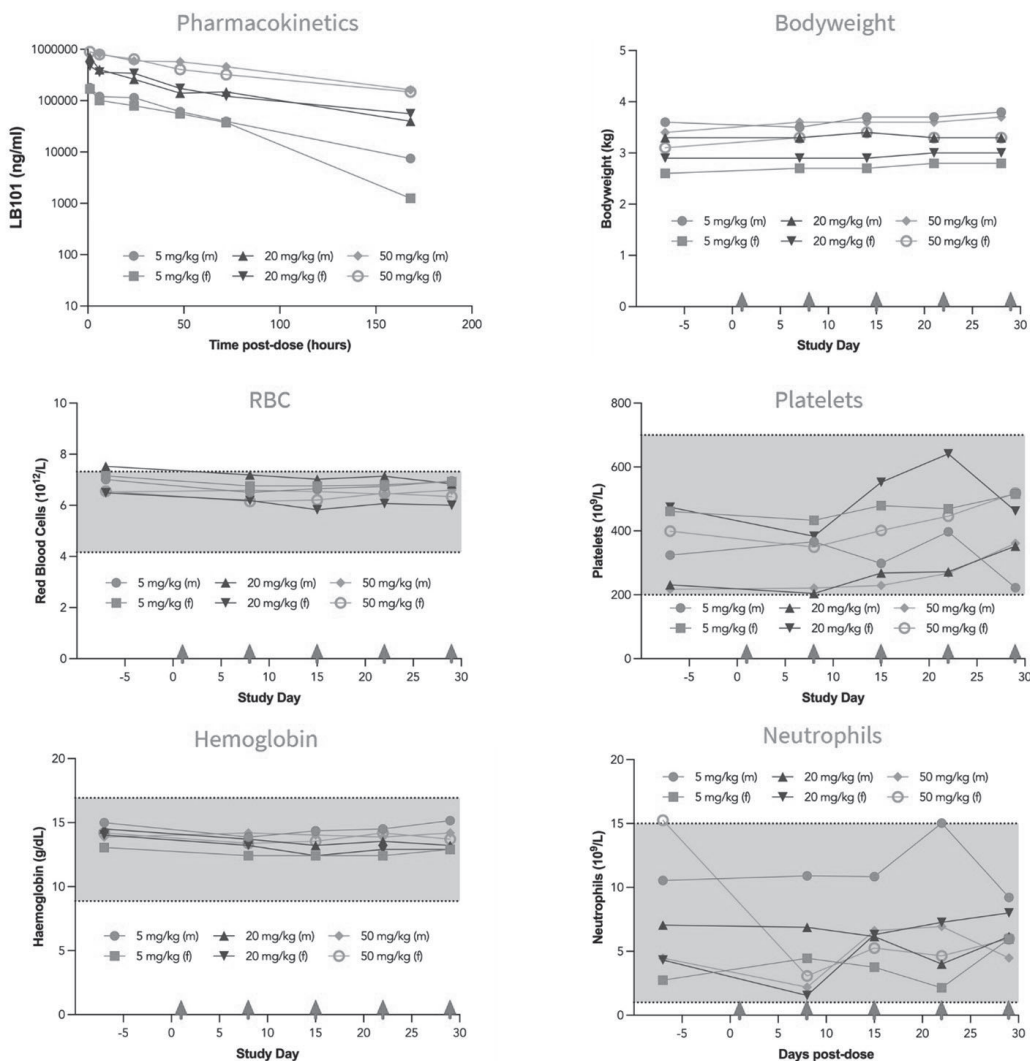 Pharmacokinetics
LB101 (ng/ml)
1000000
100000
10000
1000
100
10
5 mg/kg (m) 20 mg/kg (m) 50 mg/kg (m)
5 mg/kg (f) 20 mg/kg (f) 50 mg/kg (f)
0 50 100 150 200
Time post-dose (hours)
Bodyweight
Bodyweight (kg)
5
4
3
2
1
0
5 mg/kg (m) 20 mg/kg (m) 50 mg/kg (m)
5 mg/kg (f) 20 mg/kg (f) 50 mg/kg (f)
-5 0 5 10 15 20 25 30
Study Day
RBC
Red Blood Cells (10¹²/L)
10
8
6
4
2
0
5 mg/kg (m) 20 mg/kg (m) 50 mg/kg (m)
5 mg/kg (f) 20 mg/kg (f) 50 mg/kg (f)
-5 0 5 10 15 20 25 30
Study Day
Platelets
Platelets (10⁹/L)
800
600
400
200
0
5 mg/kg (m) 20 mg/kg (m) 50 mg/kg (m)
5 mg/kg (f) 20 mg/kg (f) 50 mg/kg (f)
-5 0 5 10 15 20 25 30
Study Day
Hemoglobin
Haemoglobin (g/dL)
20
15
10
5
0
5 mg/kg (m) 20 mg/kg (m) 50 mg/kg (m)
5 mg/kg (f) 20 mg/kg (f) 50 mg/kg (f)
-5 0 5 10 15 20 25 30
Study Day
Neutrophils
Neutrophils (10⁹/L)
20
15
10
5
0
5 mg/kg (m) 20 mg/kg (m) 50 mg/kg (m)
5 mg/kg (f) 20 mg/kg (f) 50 mg/kg (f)
-5 0 5 10 15 20 25 30
Days post-dose